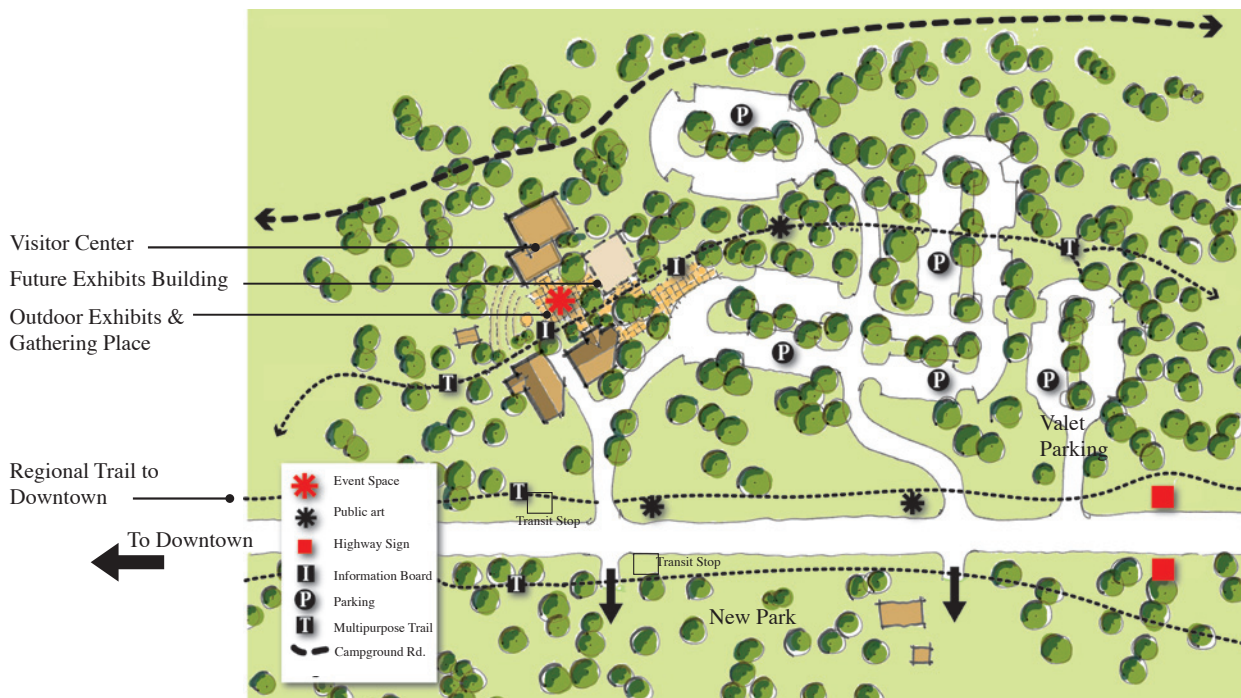 Visitor Center
Future Exhibits Building
Outdoor Exhibits &
Gathering Place
Regional Trail to
Downtown
To Downtown
P
I
T
P
I
P
P
P
T
Valet
Parking
T
Transit Stop
Transit Stop
T
New Park
Event Space
Public art
Highway Sign
I Information Board
P Parking
T Multipurpose Trail
Campground Rd.